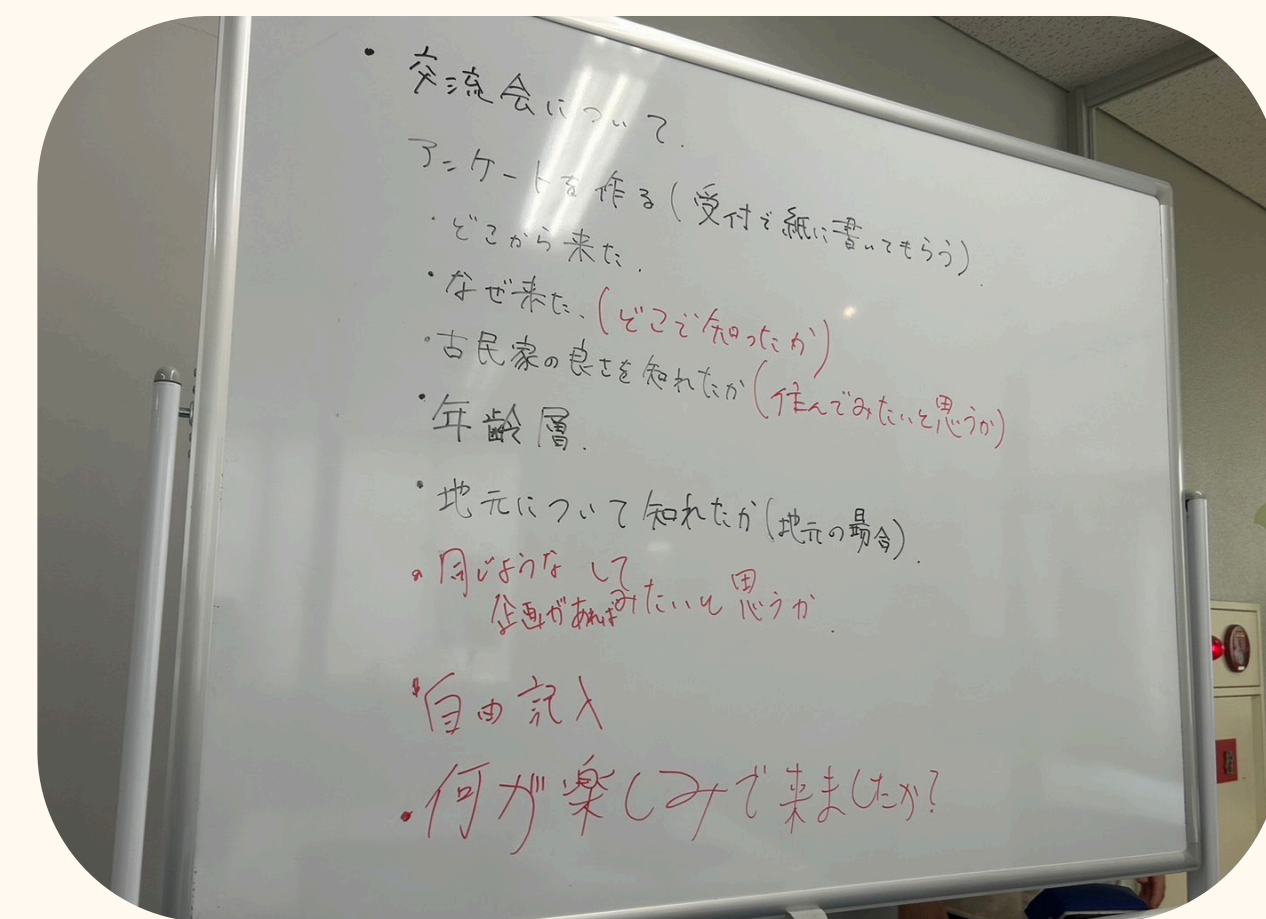 ・交流会について.
アンケートを作る(受付で紙に書いてもらう)
・どこから来た.
・なぜ来た、(どこで知ったか)
・古民家の良さを知れたか(住んでみたいと思うか)
・年齢層.
・地元について知れたか(地元の場合).
・同じような して
企画があればみたいと思うか.
・自由記入
・何が楽しみで来ましたか?